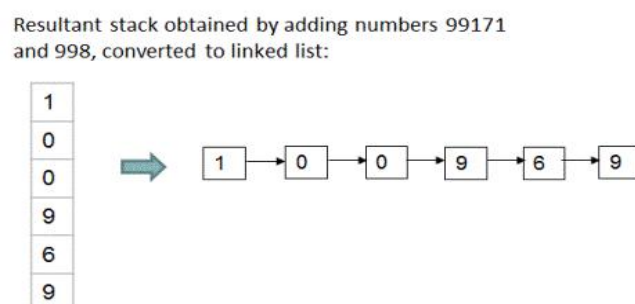 Resultant stack obtained by adding numbers 99171
and 998, converted to linked list:
1
0
0
9
6
9
1 0 0 9 6 9